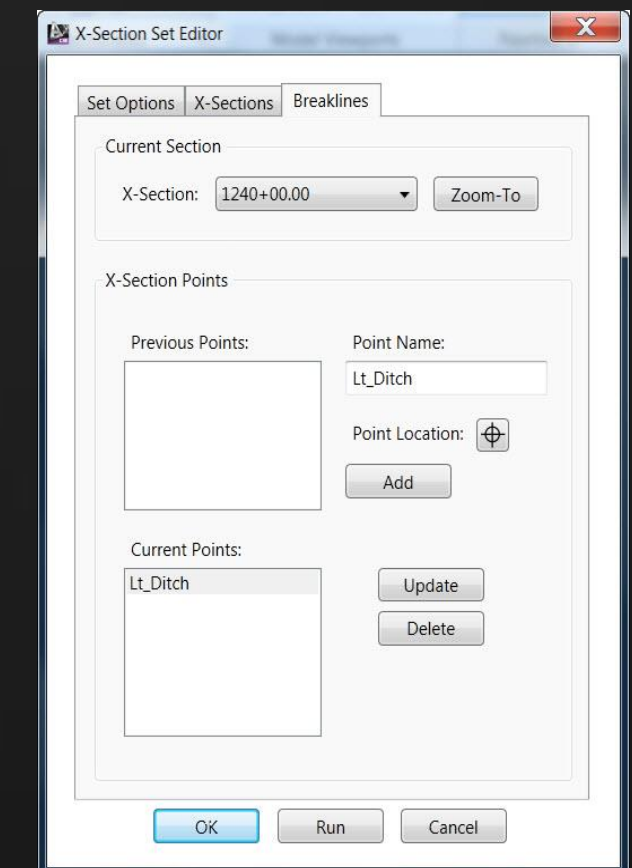 X-Section Set Editor
X
Set Options X-Sections Breaklines
Current Section
X-Section: 1240+00.00 Zoom-To
X-Section Points
Previous Points: Point Name:
Lt_Ditch
Point Location:
Add
Current Points:
Lt_Ditch
Update
Delete
OK Run Cancel